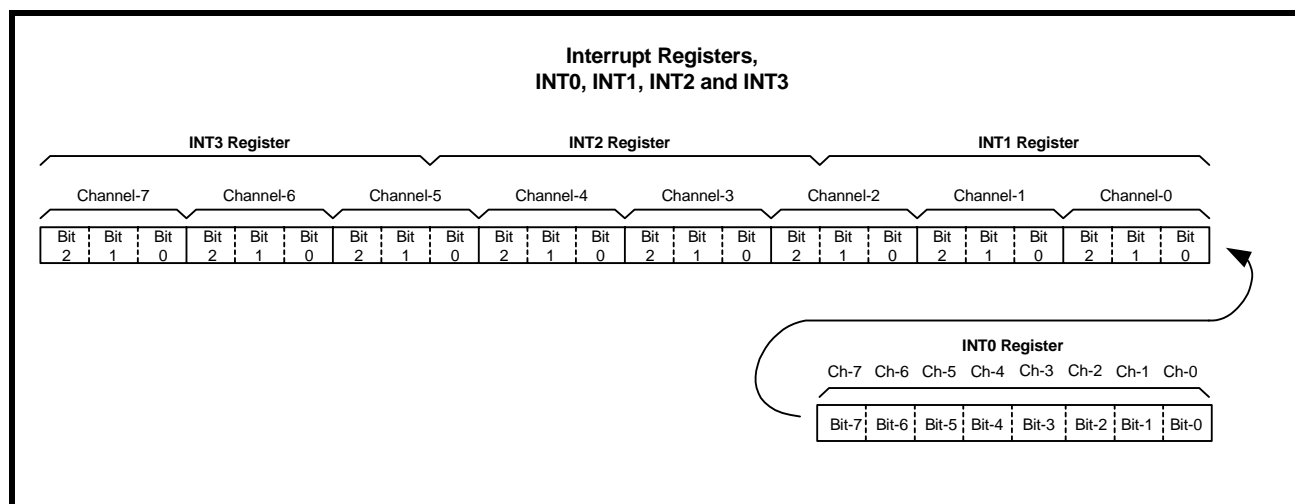 Interrupt Registers,
INT0, INT1, INT2 and INT3
INT3 Register INT2 Register INT1 Register
Channel-7 Channel-6 Channel-5 Channel-4 Channel-3 Channel-2 Channel-1 Channel-0
Bit Bit Bit Bit Bit Bit Bit Bit Bit Bit Bit Bit Bit Bit Bit Bit Bit Bit Bit Bit Bit Bit Bit Bit
2 1 0 2 1 0 2 1 0 2 1 0 2 1 0 2 1 0 2 1 0 2 1 0
INT0 Register
Ch-7 Ch-6 Ch-5 Ch-4 Ch-3 Ch-2 Ch-1 Ch-0
Bit-7 Bit-6 Bit-5 Bit-4 Bit-3 Bit-2 Bit-1 Bit-0